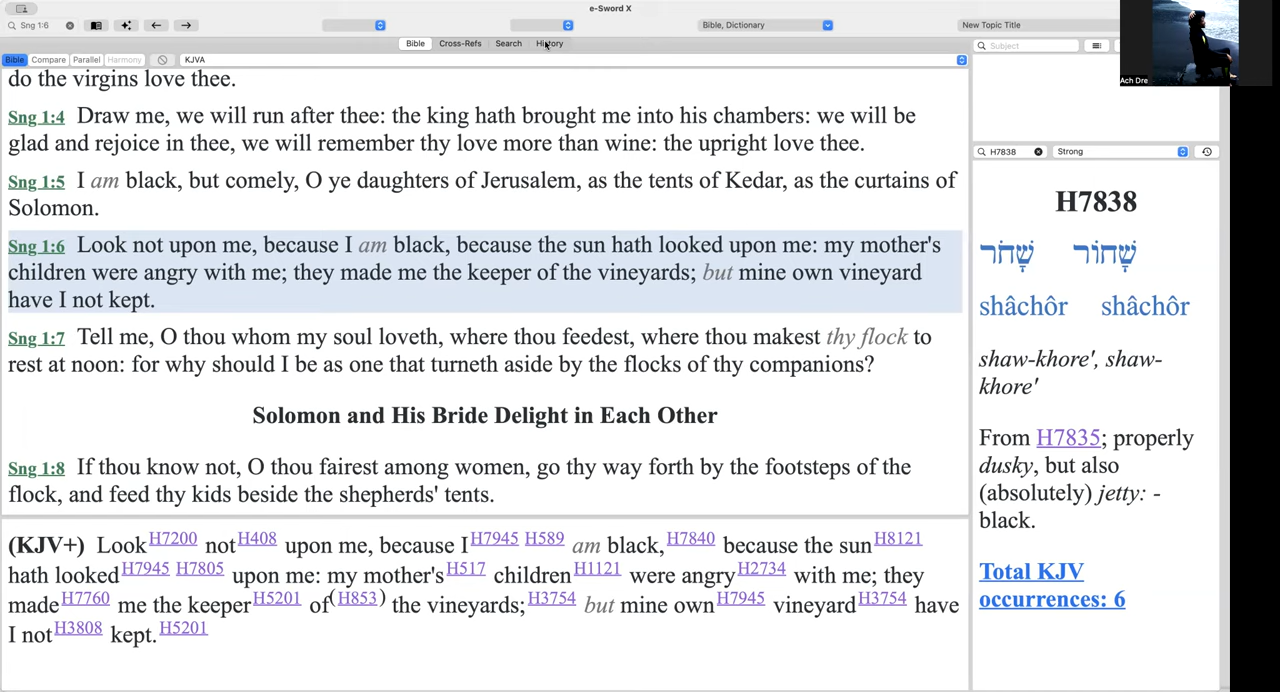 e-Sword X
Sng 1:6
Bible, Dictionary
New Topic Title
Bible Cross-Refs Search History
Subject
Bible Compare Parallel Harmony KJVA
Ach Dre
do the virgins love thee.
Sng 1:4 Draw me, we will run after thee: the king hath brought me into his chambers: we will be
glad and rejoice in thee, we will remember thy love more than wine: the upright love thee.
Sng 1:5 I am black, but comely, O ye daughters of Jerusalem, as the tents of Kedar, as the curtains of
Solomon.
Sng 1:6 Look not upon me, because I am black, because the sun hath looked upon me: my mother's
children were angry with me; they made me the keeper of the vineyards; but mine own vineyard
have I not kept.
Sng 1:7 Tell me, O thou whom my soul loveth, where thou feedest, where thou makest thy flock to
rest at noon: for why should I be as one that turneth aside by the flocks of thy companions?
Solomon and His Bride Delight in Each Other
Sng 1:8 If thou know not, O thou fairest among women, go thy way forth by the footsteps of the
flock, and feed thy kids beside the shepherds' tents.
(KJV+) Look H7200 not H408 upon me, because I H7945 H589 am black, H7840 because the sun H8121
hath looked H7945 H7805 upon me: my mother's H517 children H1121 were angry H2734 with me; they
made H7760 me the keeper H5201 of (H853) the vineyards; H3754 but mine own H7945 vineyard H3754 have
I not H3808 kept. H5201
H7838
Strong
H7838
שָׁחֹר שָׁחוֹר
shâchôr shâchôr
shaw-khore', shaw-
khore'
From H7835; properly
dusky, but also
(absolutely) jetty: -
black.
Total KJV
occurrences: 6